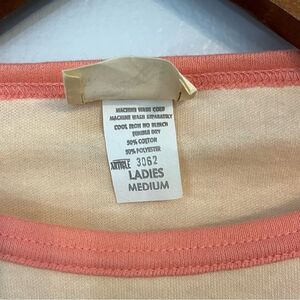 MACHINE WASH COLD
MACHINE WASH SEPARATELY
COOL IRON NO BLEACH
TUMBLE DRY
50% COTTON
50% POLYESTER
ARTICLE 3062
LADIES
MEDIUM